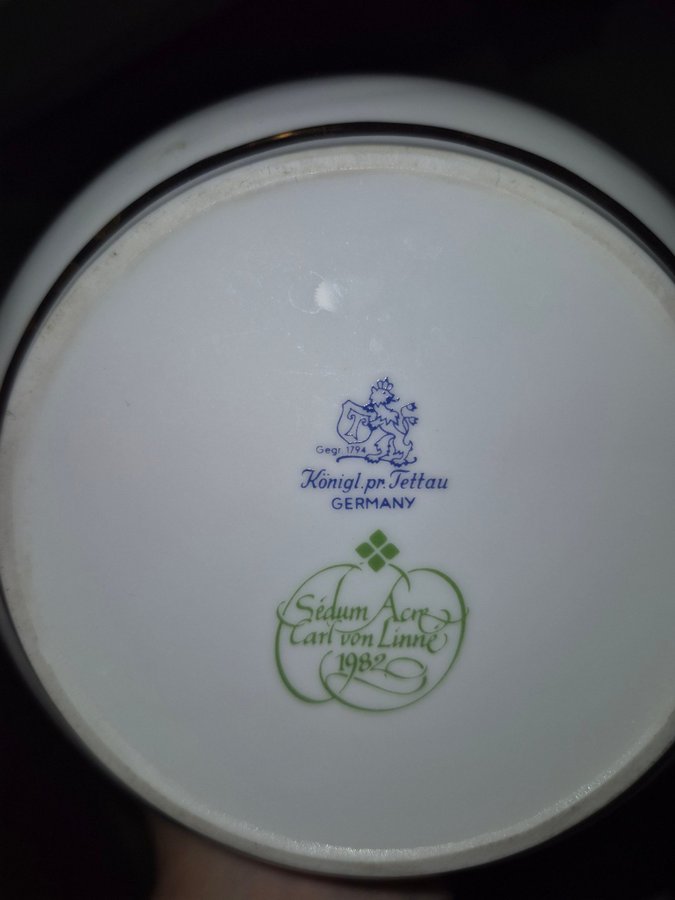 T
Gegr. 1794
Königl. pr. Tettau
GERMANY
Sédum Acre
Carl von Linné
1982